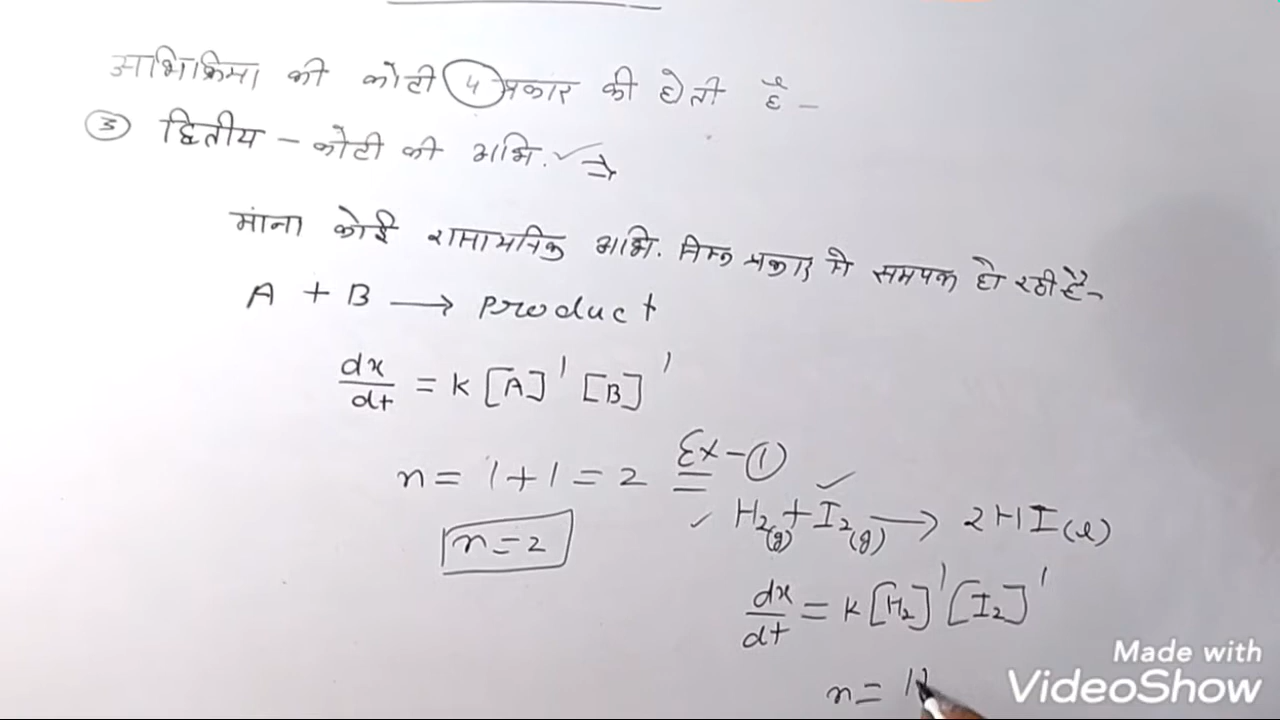 अभिक्रिया की कोटी 4 प्रकार की होती है -
③ द्वितीय - कोटी की अभि. ✓ ⇒
माना कोई रासायनिक अभि. निम्न प्रकार से सम्पन्न हो रही है-
A + B ⟶ product
dx/dt = K [A]¹ [B]¹
n = 1 + 1 = 2
n = 2
Ex - ①
✓ H₂(g) + I₂(g) ⟶ 2HI(l)
dx/dt = K [H₂]¹ [I₂]¹
n = 1
Made with
VideoShow